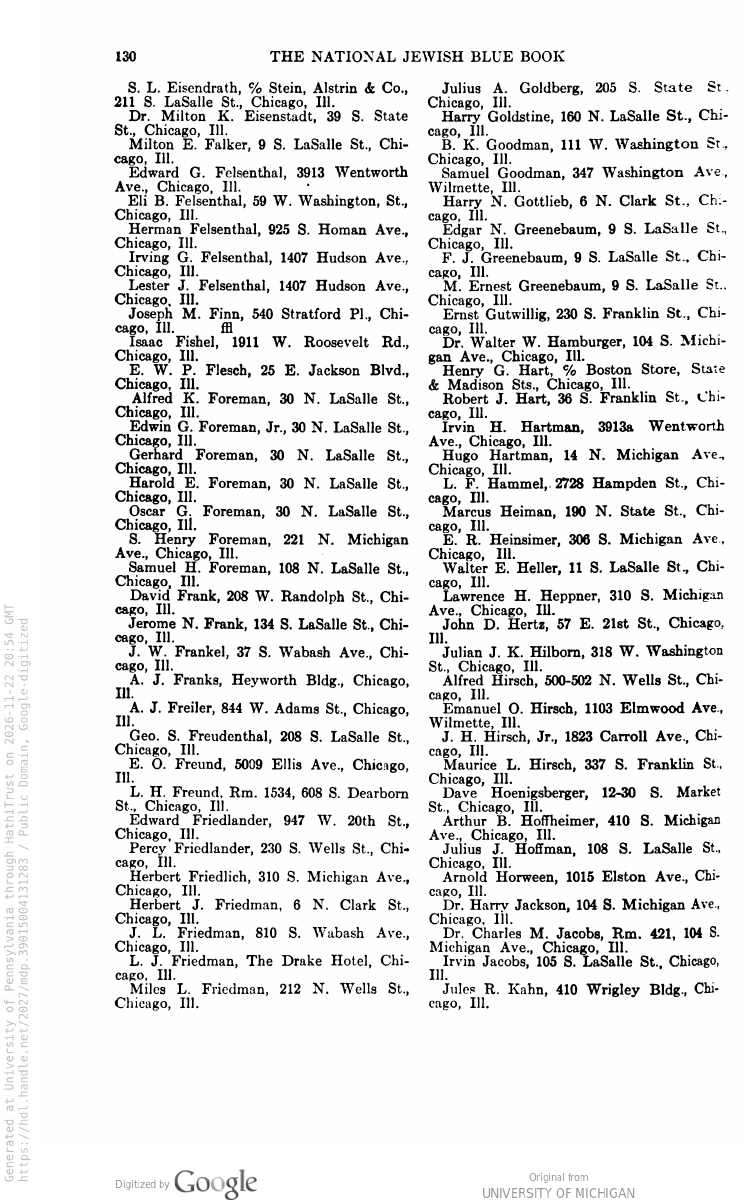 130 THE NATIONAL JEWISH BLUE BOOK
S. L. Eisendrath, % Stein, Alstrin & Co.,
211 S. LaSalle St., Chicago, Ill.
Dr. Milton K. Eisenstadt, 39 S. State
St., Chicago, Ill.
Milton E. Falker, 9 S. LaSalle St., Chi-
cago, Ill.
Edward G. Felsenthal, 3913 Wentworth
Ave., Chicago, Ill.
Eli B. Felsenthal, 59 W. Washington, St.,
Chicago, Ill.
Herman Felsenthal, 925 S. Homan Ave.,
Chicago, Ill.
Irving G. Felsenthal, 1407 Hudson Ave.,
Chicago, Ill.
Lester J. Felsenthal, 1407 Hudson Ave.,
Chicago, Ill.
Joseph M. Finn, 540 Stratford Pl., Chi-
cago, Ill. ffl
Isaac Fishel, 1911 W. Roosevelt Rd.,
Chicago, Ill.
E. W. P. Flesch, 25 E. Jackson Blvd.,
Chicago, Ill.
Alfred K. Foreman, 30 N. LaSalle St.,
Chicago, Ill.
Edwin G. Foreman, Jr., 30 N. LaSalle St.,
Chicago, Ill.
Gerhard Foreman, 30 N. LaSalle St.,
Chicago, Ill.
Harold E. Foreman, 30 N. LaSalle St.,
Chicago, Ill.
Oscar G. Foreman, 30 N. LaSalle St.,
Chicago, Ill.
S. Henry Foreman, 221 N. Michigan
Ave., Chicago, Ill.
Samuel H. Foreman, 108 N. LaSalle St.,
Chicago, Ill.
David Frank, 208 W. Randolph St., Chi-
cago, Ill.
Jerome N. Frank, 134 S. LaSalle St., Chi-
cago, Ill.
J. W. Frankel, 37 S. Wabash Ave., Chi-
cago, Ill.
A. J. Franks, Heyworth Bldg., Chicago,
Ill.
A. J. Freiler, 844 W. Adams St., Chicago,
Ill.
Geo. S. Freudenthal, 208 S. LaSalle St.,
Chicago, Ill.
E. O. Freund, 5009 Ellis Ave., Chicago,
Ill.
L. H. Freund, Rm. 1534, 608 S. Dearborn
St., Chicago, Ill.
Edward Friedlander, 947 W. 20th St.,
Chicago, Ill.
Percy Friedlander, 230 S. Wells St., Chi-
cago, Ill.
Herbert Friedlich, 310 S. Michigan Ave.,
Chicago, Ill.
Herbert J. Friedman, 6 N. Clark St.,
Chicago, Ill.
J. L. Friedman, 810 S. Wabash Ave.,
Chicago, Ill.
L. J. Friedman, The Drake Hotel, Chi-
cago, Ill.
Miles L. Friedman, 212 N. Wells St.,
Chicago, Ill.
Julius A. Goldberg, 205 S. State St.
Chicago, Ill.
Harry Goldstine, 160 N. LaSalle St., Chi-
cago, Ill.
B. K. Goodman, 111 W. Washington St.,
Chicago, Ill.
Samuel Goodman, 347 Washington Ave.,
Wilmette, Ill.
Harry N. Gottlieb, 6 N. Clark St., Chi-
cago, Ill.
Edgar N. Greenebaum, 9 S. LaSalle St.,
Chicago, Ill.
F. J. Greenebaum, 9 S. LaSalle St., Chi-
cago, Ill.
M. Ernest Greenebaum, 9 S. LaSalle St..
Chicago, Ill.
Ernst Gutwillig, 230 S. Franklin St., Chi-
cago, Ill.
Dr. Walter W. Hamburger, 104 S. Michi-
gan Ave., Chicago, Ill.
Henry G. Hart, % Boston Store, State
& Madison Sts., Chicago, Ill.
Robert J. Hart, 36 S. Franklin St., Chi-
cago, Ill.
Irvin H. Hartman, 3913a Wentworth
Ave., Chicago, Ill.
Hugo Hartman, 14 N. Michigan Ave.,
Chicago, Ill.
L. F. Hammel, 2728 Hampden St., Chi-
cago, Ill.
Marcus Heiman, 190 N. State St., Chi-
cago, Ill.
E. R. Heinsimer, 306 S. Michigan Ave.,
Chicago, Ill.
Walter E. Heller, 11 S. LaSalle St., Chi-
cago, Ill.
Lawrence H. Heppner, 310 S. Michigan
Ave., Chicago, Ill.
John D. Hertz, 57 E. 21st St., Chicago,
Ill.
Julian J. K. Hilborn, 318 W. Washington
St., Chicago, Ill.
Alfred Hirsch, 500-502 N. Wells St., Chi-
cago, Ill.
Emanuel O. Hirsch, 1103 Elmwood Ave.,
Wilmette, Ill.
J. H. Hirsch, Jr., 1823 Carroll Ave., Chi-
cago, Ill.
Maurice L. Hirsch, 337 S. Franklin St.,
Chicago, Ill.
Dave Hoenigsberger, 12-30 S. Market
St., Chicago, Ill.
Arthur B. Hoffheimer, 410 S. Michigan
Ave., Chicago, Ill.
Julius J. Hoffman, 108 S. LaSalle St.,
Chicago, Ill.
Arnold Horween, 1015 Elston Ave., Chi-
cago, Ill.
Dr. Harry Jackson, 104 S. Michigan Ave.,
Chicago, Ill.
Dr. Charles M. Jacobs, Rm. 421, 104 S.
Michigan Ave., Chicago, Ill.
Irvin Jacobs, 105 S. LaSalle St., Chicago,
Ill.
Jules R. Kahn, 410 Wrigley Bldg., Chi-
cago, Ill.
Generated at University of Pennsylvania through HathiTrust on 2026-11-22 20:54 GMT
https://hdl.handle.net/2027/mdp.39015004131283 / Public Domain, Google-digitized
Digitized by Google
Original from
UNIVERSITY OF MICHIGAN